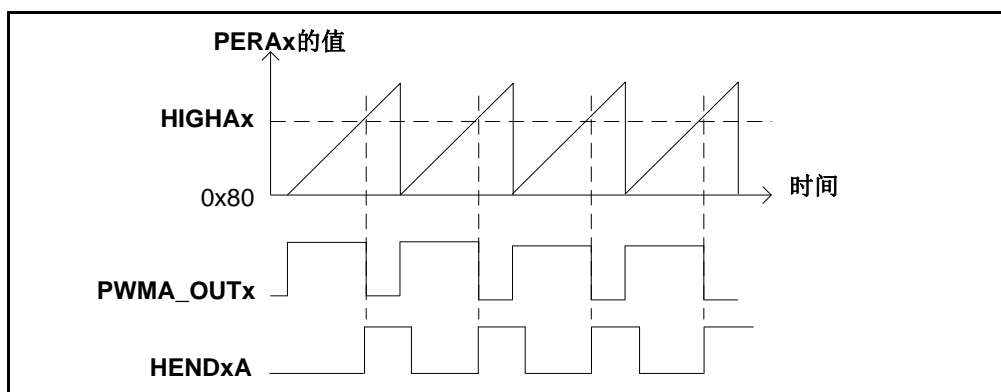 PERAx的值
HIGHAx
0x80
时间
PWMA_OUTx
HENDxA